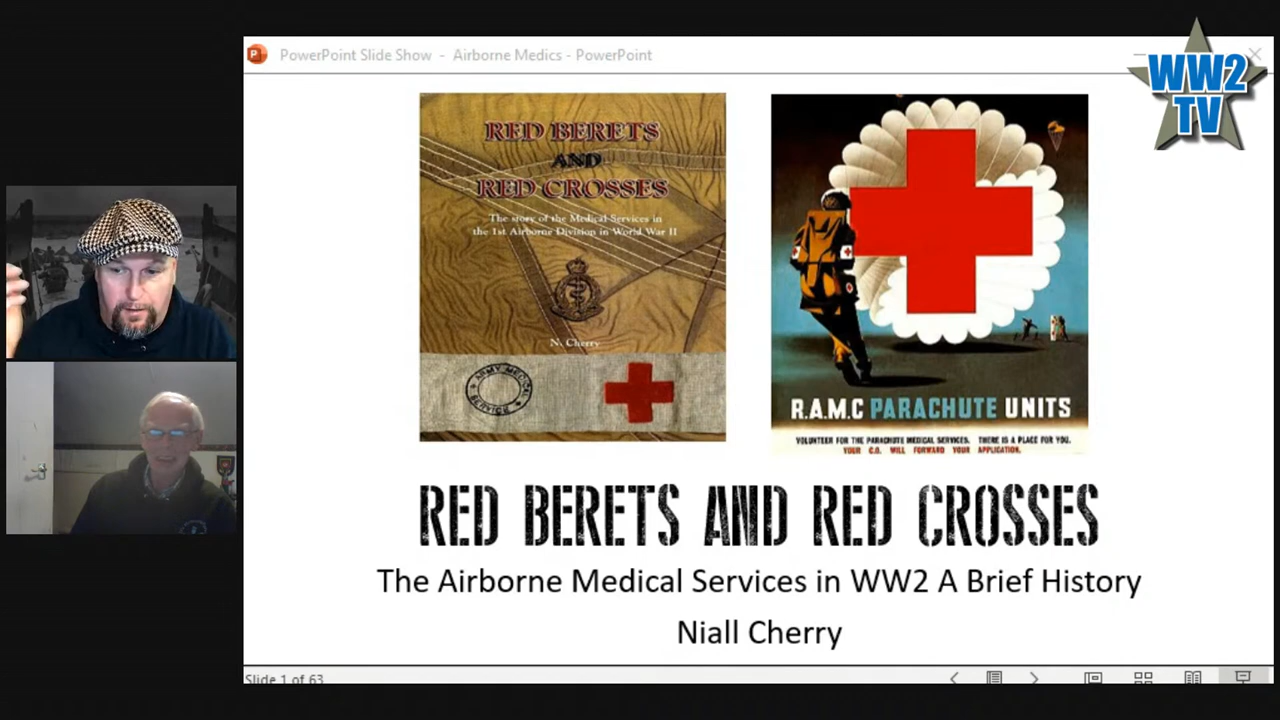 PowerPoint Slide Show - Airborne Medics - PowerPoint
WW2
TV
RED BERETS
AND
RED CROSSES
The story of the Medical Services in
the 1st Airborne Division in World War II
N. Cherry
ARMY MEDICAL
SERVICE
R.A.M.C PARACHUTE UNITS
VOLUNTEER FOR THE PARACHUTE MEDICAL SERVICES. THERE IS A PLACE FOR YOU.
YOUR C.O. WILL FORWARD YOUR APPLICATION.
RED BERETS AND RED CROSSES
The Airborne Medical Services in WW2 A Brief History
Niall Cherry
Slide 1 of 63